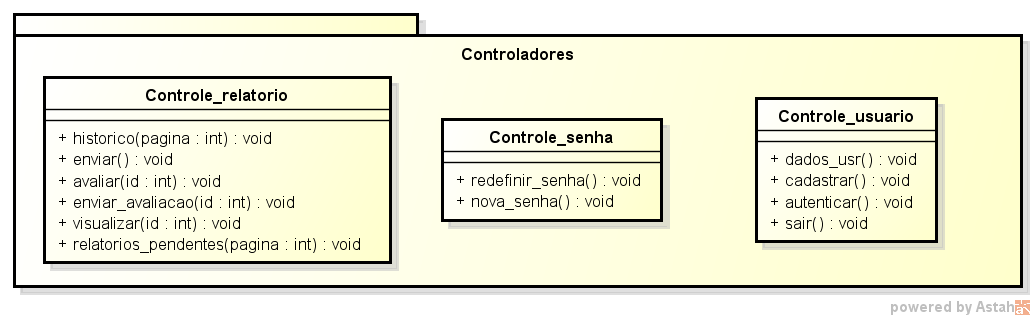 Controladores
Controle_relatorio
+ historico(pagina : int) : void
+ enviar() : void
+ avaliar(id : int) : void
+ enviar_avaliacao(id : int) : void
+ visualizar(id : int) : void
+ relatorios_pendentes(pagina : int) : void
Controle_senha
+ redefinir_senha() : void
+ nova_senha() : void
Controle_usuario
+ dados_usr() : void
+ cadastrar() : void
+ autenticar() : void
+ sair() : void
powered by Astah